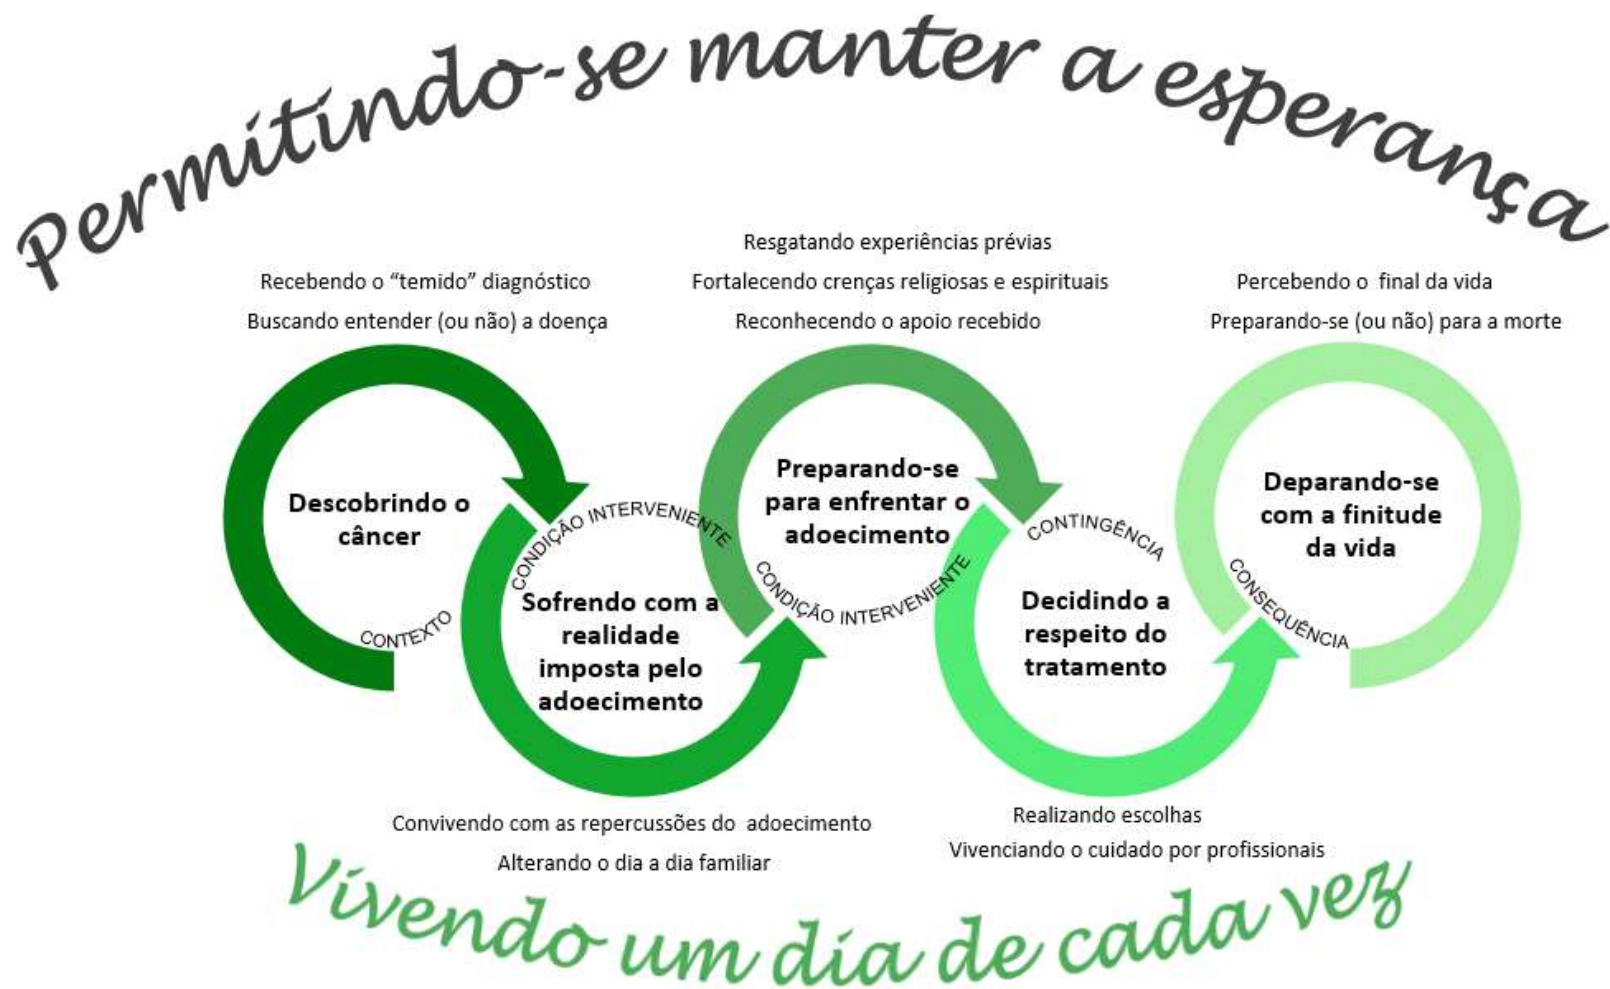 Permitindo-se manter a esperança
Recebendo o “temido” diagnóstico
Buscando entender (ou não) a doença
Descobrindo o
câncer
CONTEXTO
CONDIÇÃO INTERVENIENTE
Sofrendo com a
realidade
imposta pelo
adoecimento
Convivendo com as repercussões do adoecimento
Alterando o dia a dia familiar
Resgatando experiências prévias
Fortalecendo crenças religiosas e espirituais
Reconhecendo o apoio recebido
Preparando-se
para enfrentar o
adoecimento
CONDIÇÃO INTERVENIENTE
CONTINGÊNCIA
Decidindo a
respeito do
tratamento
Realizando escolhas
Vivenciando o cuidado por profissionais
Percebendo o final da vida
Preparando-se (ou não) para a morte
Deparando-se
com a finitude
da vida
CONSEQUÊNCIA
Vivendo um dia de cada vez